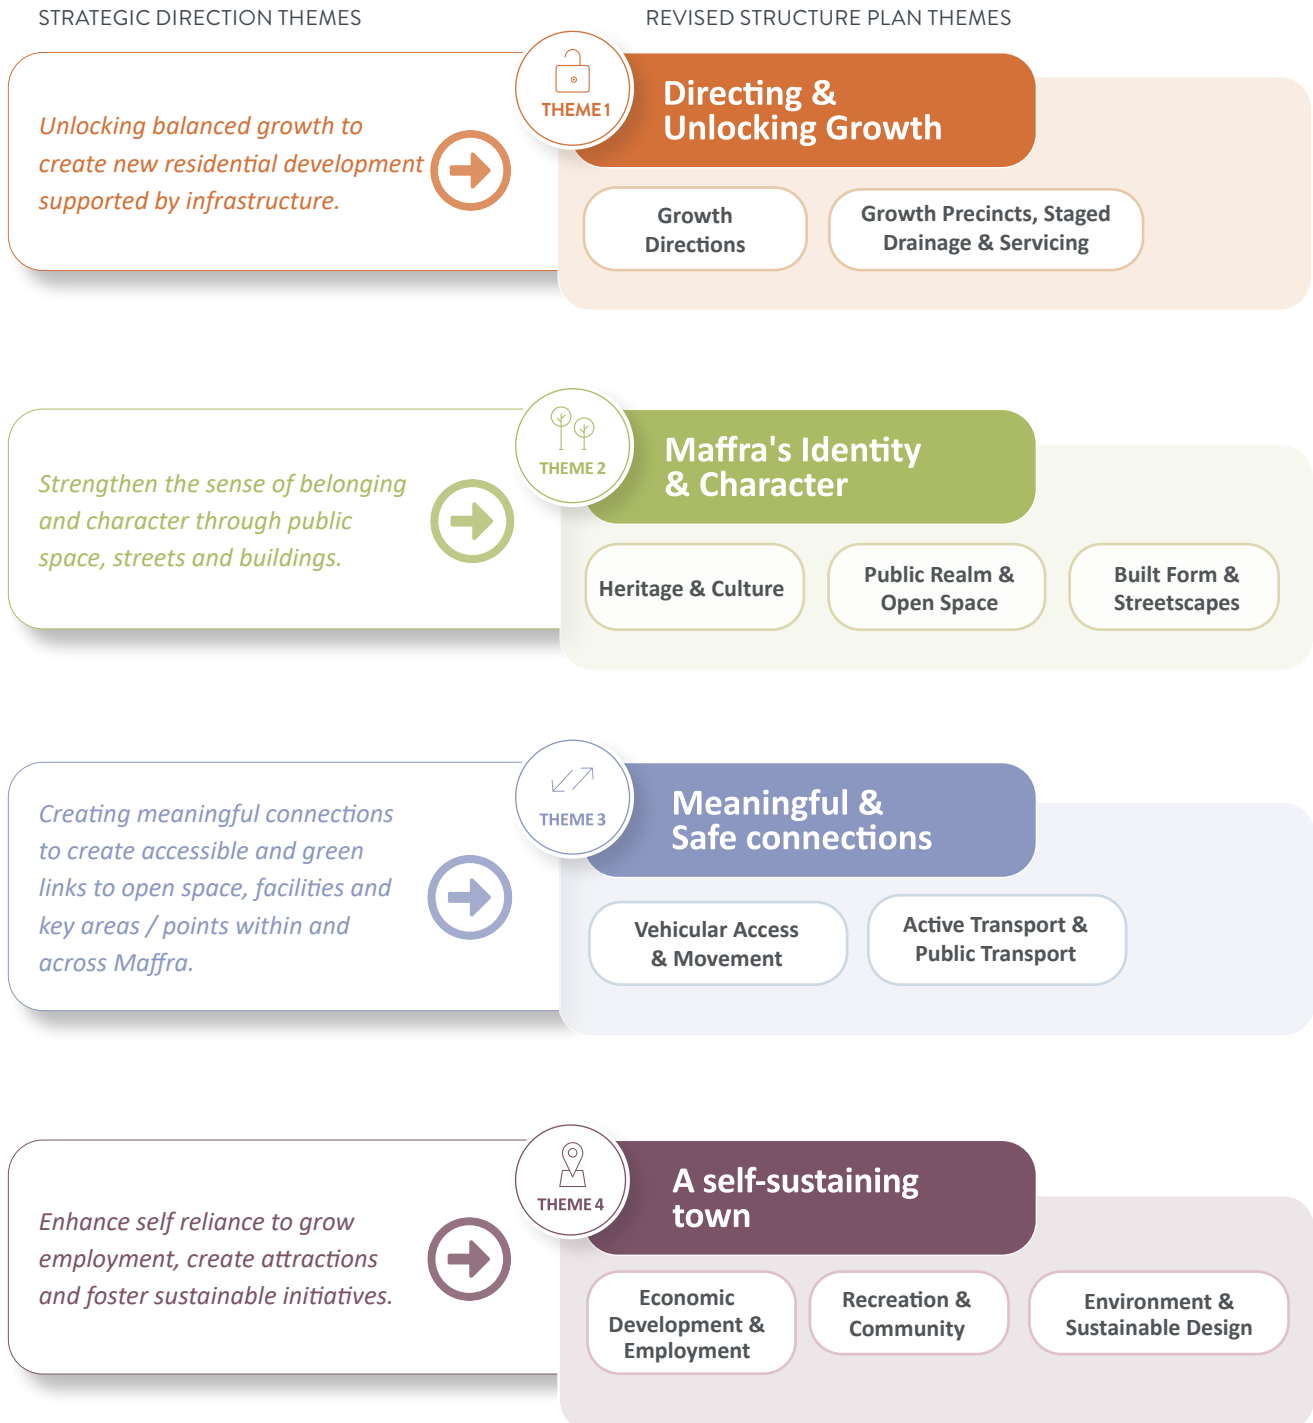 STRATEGIC DIRECTION THEMES
REVISED STRUCTURE PLAN THEMES
Unlocking balanced growth to
create new residential development
supported by infrastructure.
THEME 1
Directing &
Unlocking Growth
Growth
Directions
Growth Precincts, Staged
Drainage & Servicing
Strengthen the sense of belonging
and character through public
space, streets and buildings.
THEME 2
Maffra's Identity
& Character
Heritage & Culture
Public Realm &
Open Space
Built Form &
Streetscapes
Creating meaningful connections
to create accessible and green
links to open space, facilities and
key areas / points within and
across Maffra.
THEME 3
Meaningful &
Safe connections
Vehicular Access
& Movement
Active Transport &
Public Transport
Enhance self reliance to grow
employment, create attractions
and foster sustainable initiatives.
THEME 4
A self-sustaining
town
Economic
Development &
Employment
Recreation &
Community
Environment &
Sustainable Design